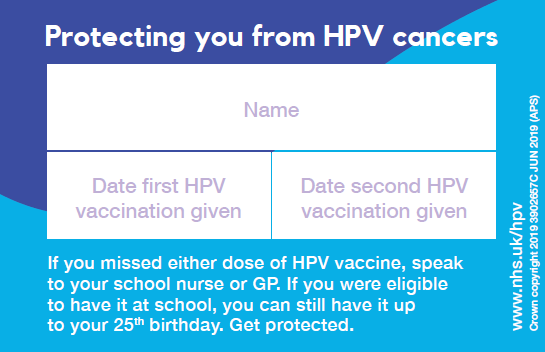 Protecting you from HPV cancers
Name
Date first HPV
vaccination given
Date second HPV
vaccination given
If you missed either dose of HPV vaccine, speak
to your school nurse or GP. If you were eligible
to have it at school, you can still have it up
to your 25th birthday. Get protected.
www.nhs.uk/hpv
Crown copyright 2019 3902657C JUN 2019 (APS)